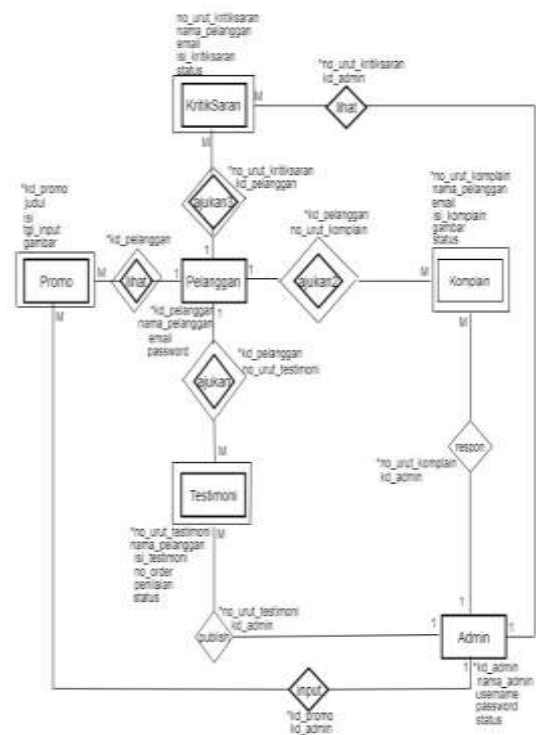 no_urut_kritiksaran
nama_pelanggan
email
isi_kritiksaran
status
KritikSaran
M
M
*no_urut_kritiksaran
kd_admin
lihat
*no_urut_kritiksaran
kd_pelanggan
ajukan3
1
*kd_promo
judul
isi
tgl_input
gambar
Promo
M
M
*kd_pelanggan
lihat
1
Pelanggan
1
*kd_pelanggan
no_urut_komplain
ajukan2
M
*no_urut_komplain
nama_pelanggan
email
isi_komplain
gambar
status
Komplain
M
*kd_pelanggan
nama_pelanggan
email
password
1
*kd_pelanggan
no_urut_testimoni
ajukan
M
Testimoni
M
*no_urut_testimoni
nama_pelanggan
isi_testimoni
no_order
penilaian
status
respon
*no_urut_komplain
kd_admin
1
*no_urut_testimoni
kd_admin
publish
1
Admin
1
1
*kd_admin
nama_admin
username
password
status
input
*kd_promo
kd_admin